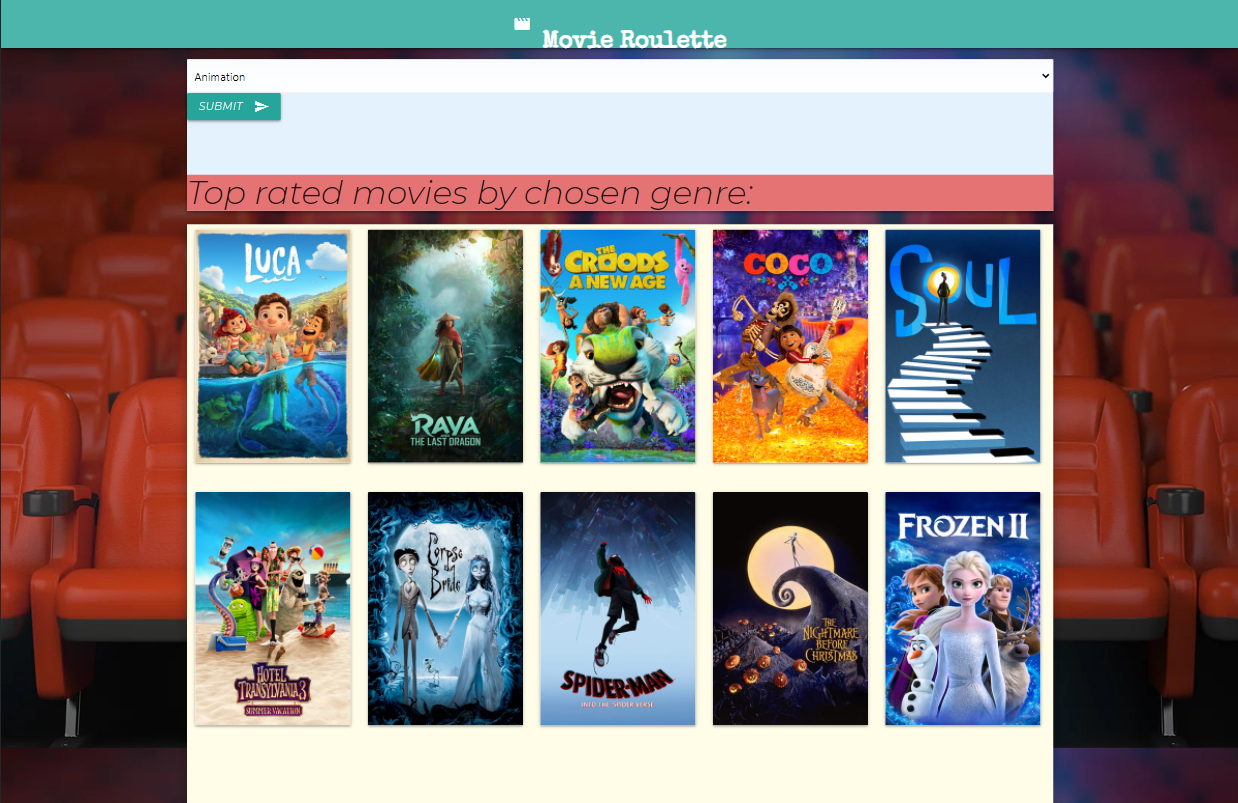 Movie Roulette
Animation
SUBMIT
Top rated movies by chosen genre:
LUCA
RAYA
THE LAST DRAGON
THE
CROODS
A NEW AGE
COCO
SOUL
HOTEL
TRANSYLVANIA 3
SUMMER VACATION
Corpse
Bride
SPIDER-MAN
INTO THE SPIDER-VERSE
THE
NIGHTMARE
BEFORE
CHRISTMAS
FROZEN II